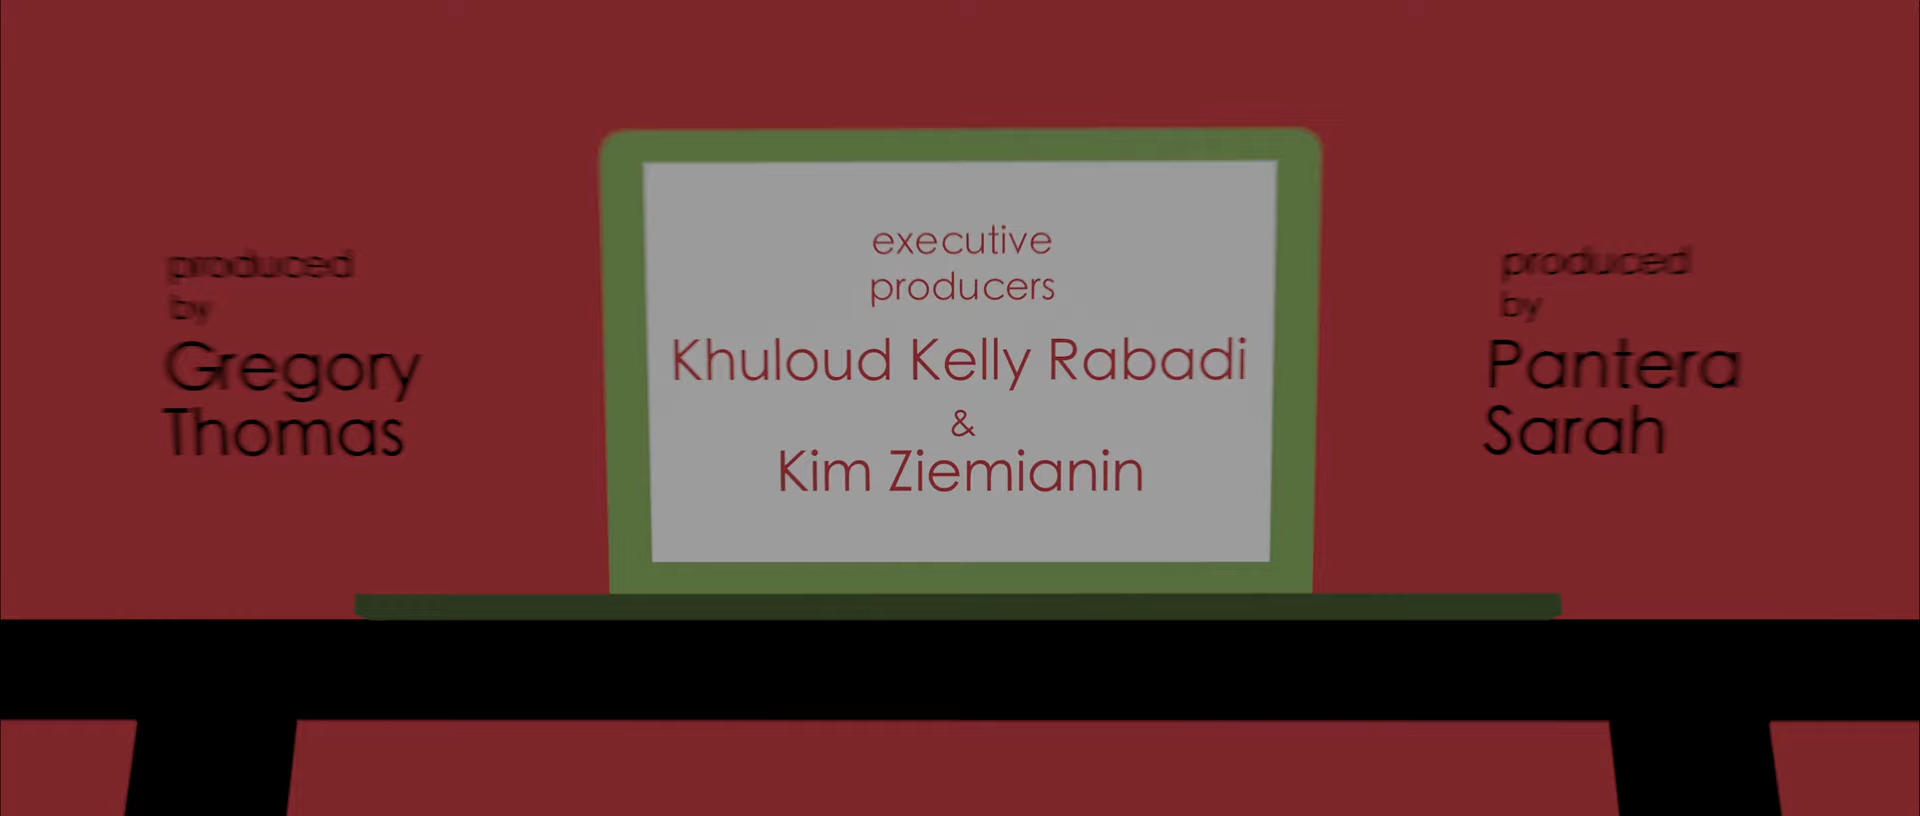 produced
by
Gregory
Thomas
executive
producers
Khuloud Kelly Rabadi
&
Kim Ziemianin
produced
by
Pantera
Sarah